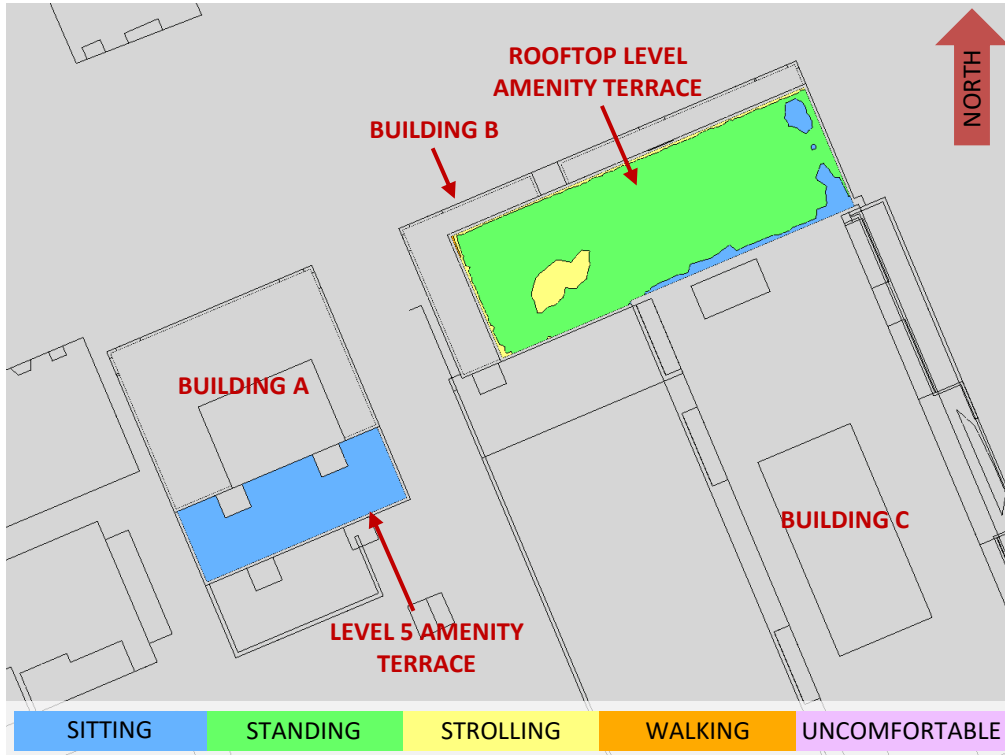 ROOFTOP LEVEL
AMENITY TERRACE
NORTH
BUILDING B
BUILDING A
BUILDING C
LEVEL 5 AMENITY
TERRACE
SITTING
STANDING
STROLLING
WALKING
UNCOMFORTABLE